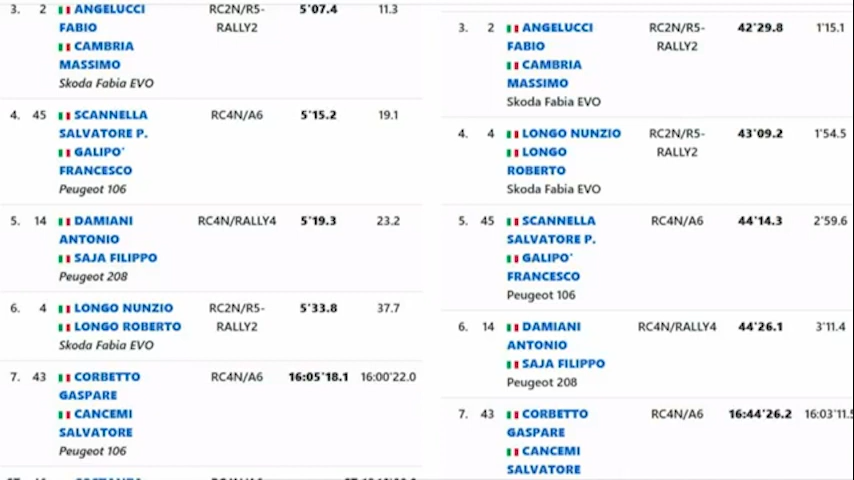 3. 2 ANGELUCCI RC2N/R5- 5'07.4 11.3
FABIO RALLY2
CAMBRIA
MASSIMO
Skoda Fabia EVO
4. 45 SCANNELLA RC4N/A6 5'15.2 19.1
SALVATORE P.
GALIPO'
FRANCESCO
Peugeot 106
5. 14 DAMIANI RC4N/RALLY4 5'19.3 23.2
ANTONIO
SAJA FILIPPO
Peugeot 208
6. 4 LONGO NUNZIO RC2N/R5- 5'33.8 37.7
LONGO ROBERTO RALLY2
Skoda Fabia EVO
7. 43 CORBETTO RC4N/A6 16:05'18.1 16:00'22.0
GASPARE
CANCEMI
SALVATORE
Peugeot 106
3. 2 ANGELUCCI RC2N/R5- 42'29.8 1'15.1
FABIO RALLY2
CAMBRIA
MASSIMO
Skoda Fabia EVO
4. 4 LONGO NUNZIO RC2N/R5- 43'09.2 1'54.5
LONGO RALLY2
ROBERTO
Skoda Fabia EVO
5. 45 SCANNELLA RC4N/A6 44'14.3 2'59.6
SALVATORE P.
GALIPO'
FRANCESCO
Peugeot 106
6. 14 DAMIANI RC4N/RALLY4 44'26.1 3'11.4
ANTONIO
SAJA FILIPPO
Peugeot 208
7. 43 CORBETTO RC4N/A6 16:44'26.2 16:03'11.5
GASPARE
CANCEMI
SALVATORE